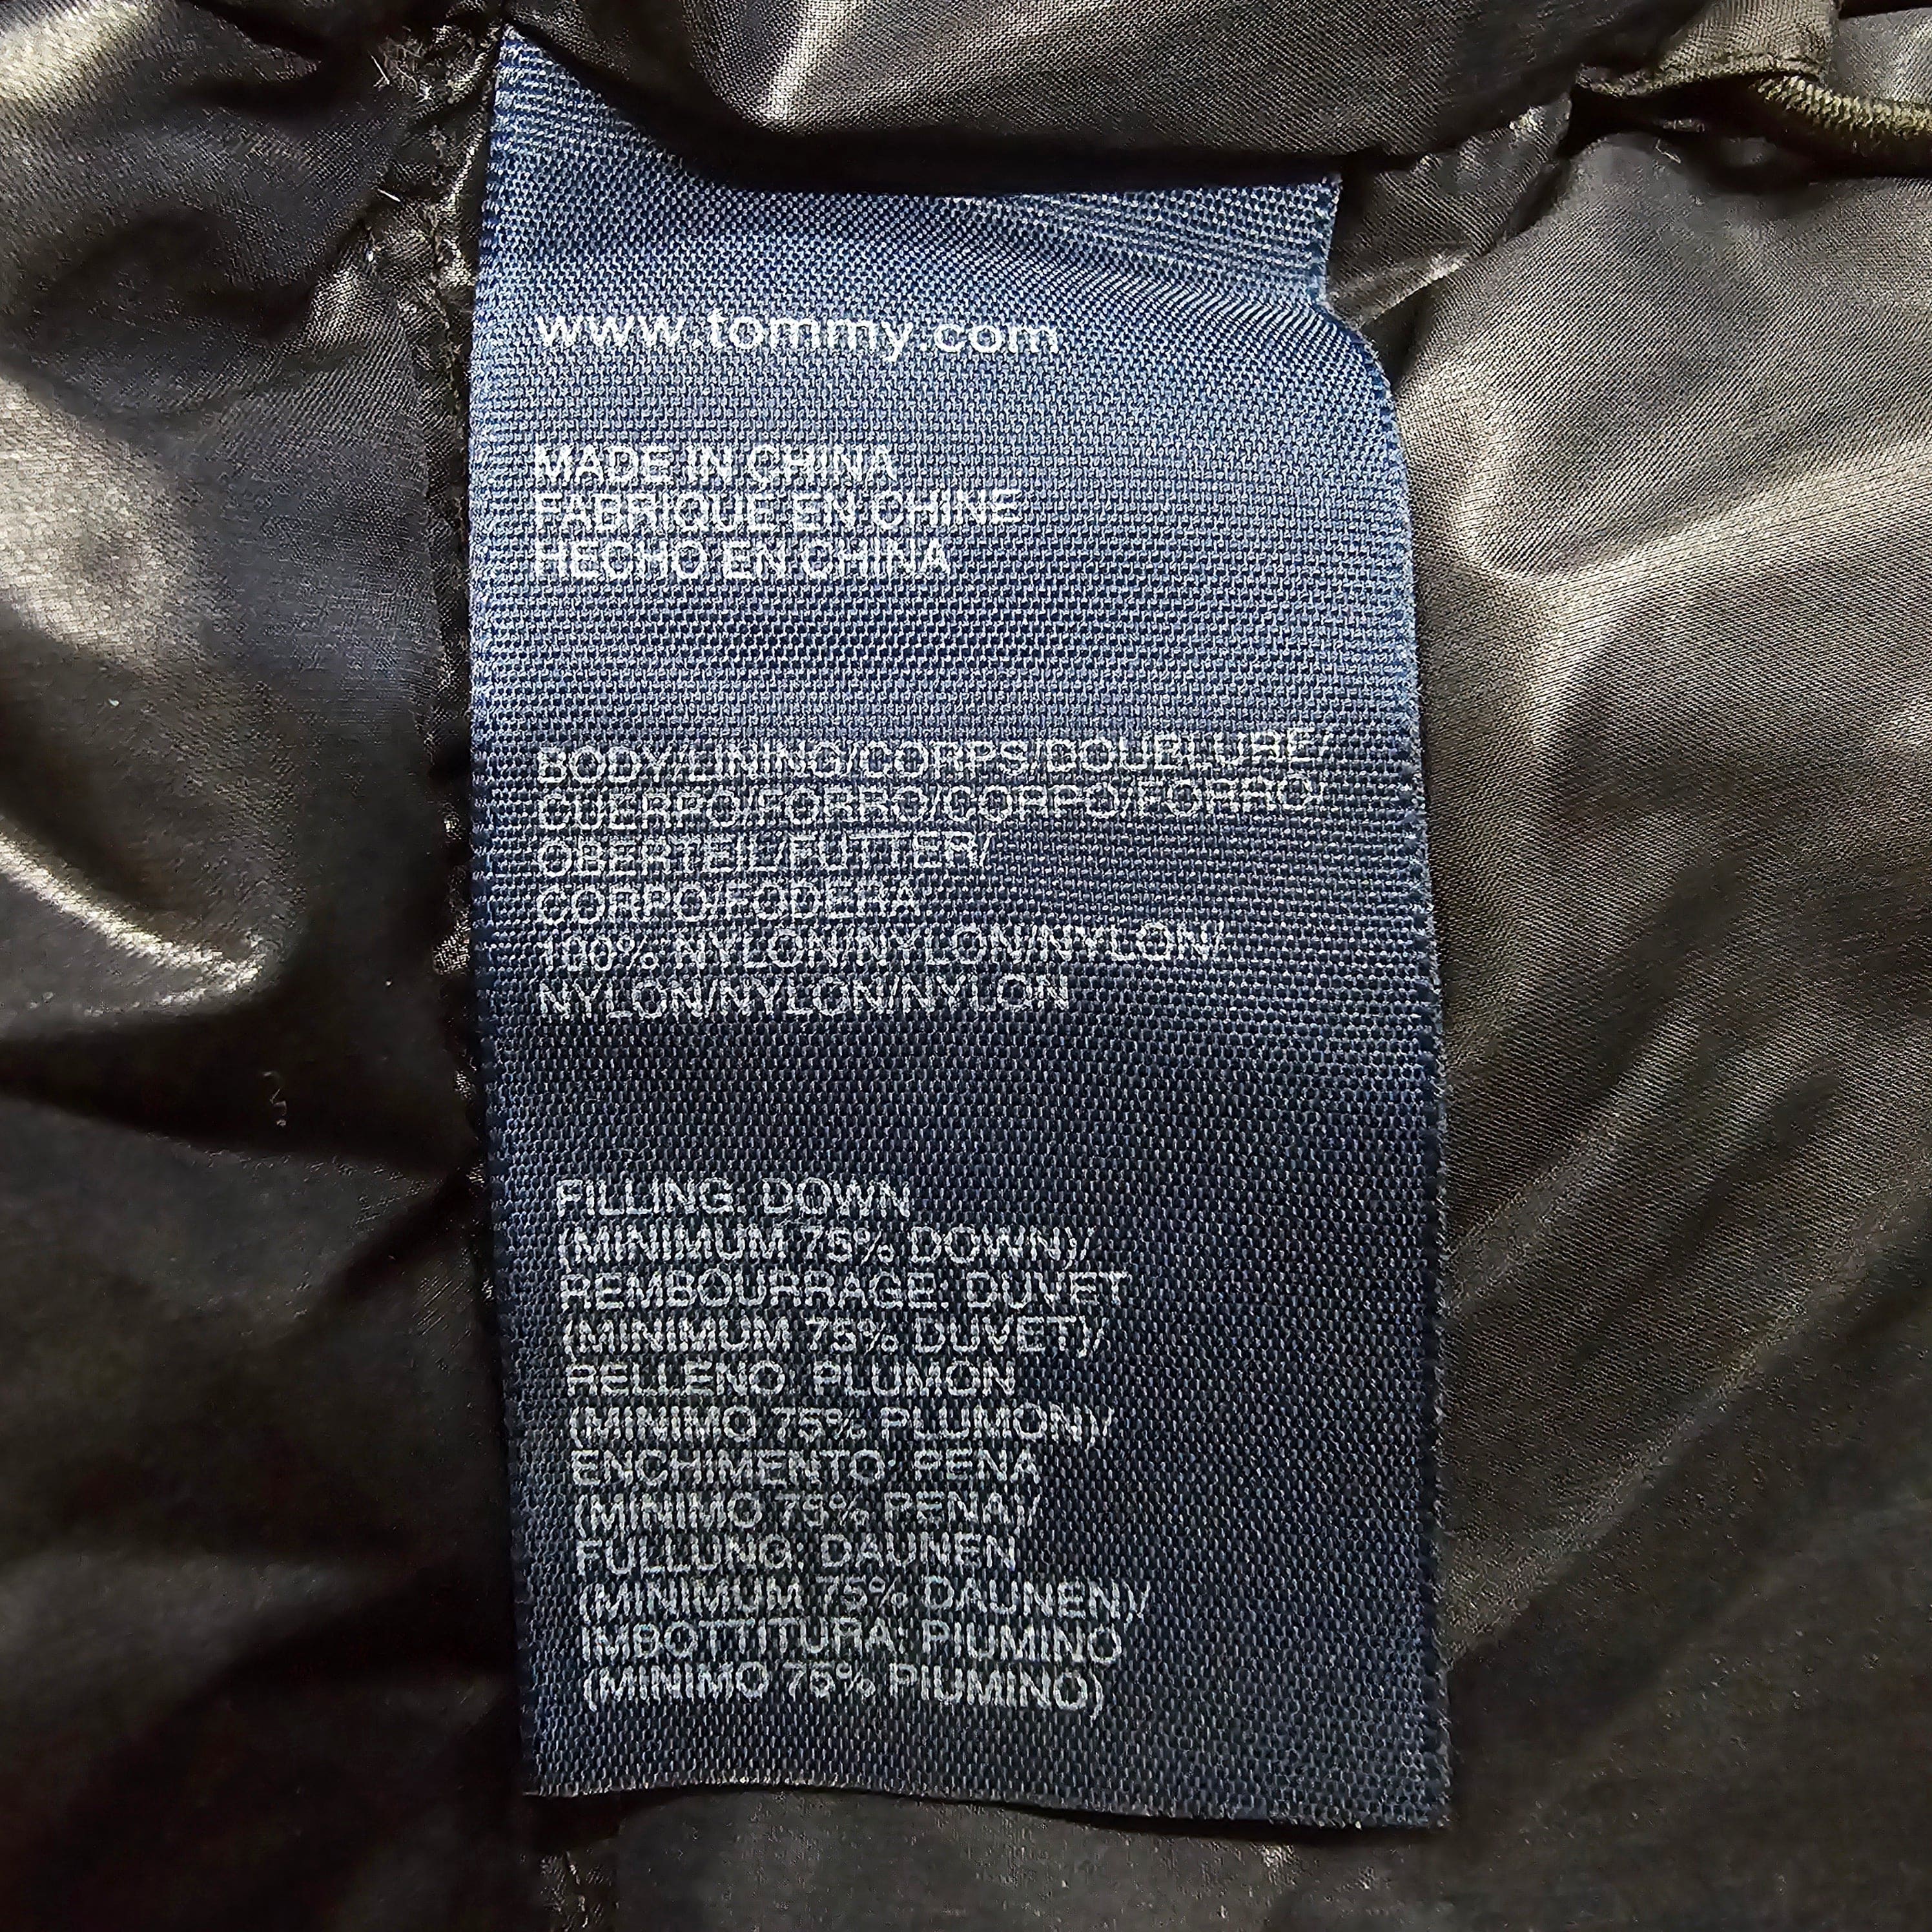 www.tommy.com
MADE IN CHINA
FABRIQUE EN CHINE
HECHO EN CHINA
BODY/LINING/CORPS/DOUBLURE/
CUERPO/FORRO/CORPO/FORRO/
OBERTEIL/FUTTER/
CORPO/FODERA:
100% NYLON/NYLON/NYLON/
NYLON/NYLON/NYLON
FILLING: DOWN
(MINIMUM 75% DOWN)/
REMBOURRAGE: DUVET
(MINIMUM 75% DUVET)/
RELLENO: PLUMON
(MINIMO 75% PLUMON)/
ENCHIMENTO: PENA
(MINIMO 75% PENA)/
FULLUNG: DAUNEN
(MINIMUM 75% DAUNEN)/
IMBOTTITURA: PIUMINO
(MINIMO 75% PIUMINO)